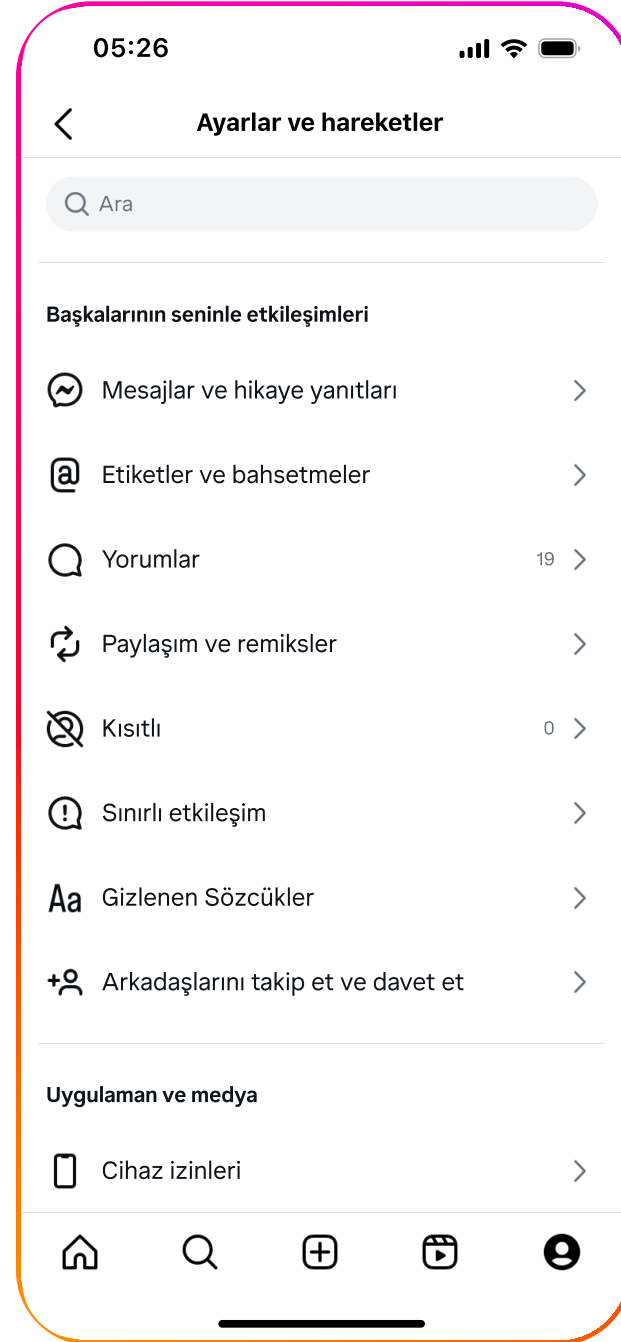 05:26
Ayarlar ve hareketler
Ara
Başkalarının seninle etkileşimleri
Mesajlar ve hikaye yanıtları
Etiketler ve bahsetmeler
Yorumlar 19
Paylaşım ve remiksler
Kısıtlı 0
Sınırlı etkileşim
Aa Gizlenen Sözcükler
Arkadaşlarını takip et ve davet et
Uygulaman ve medya
Cihaz izinleri